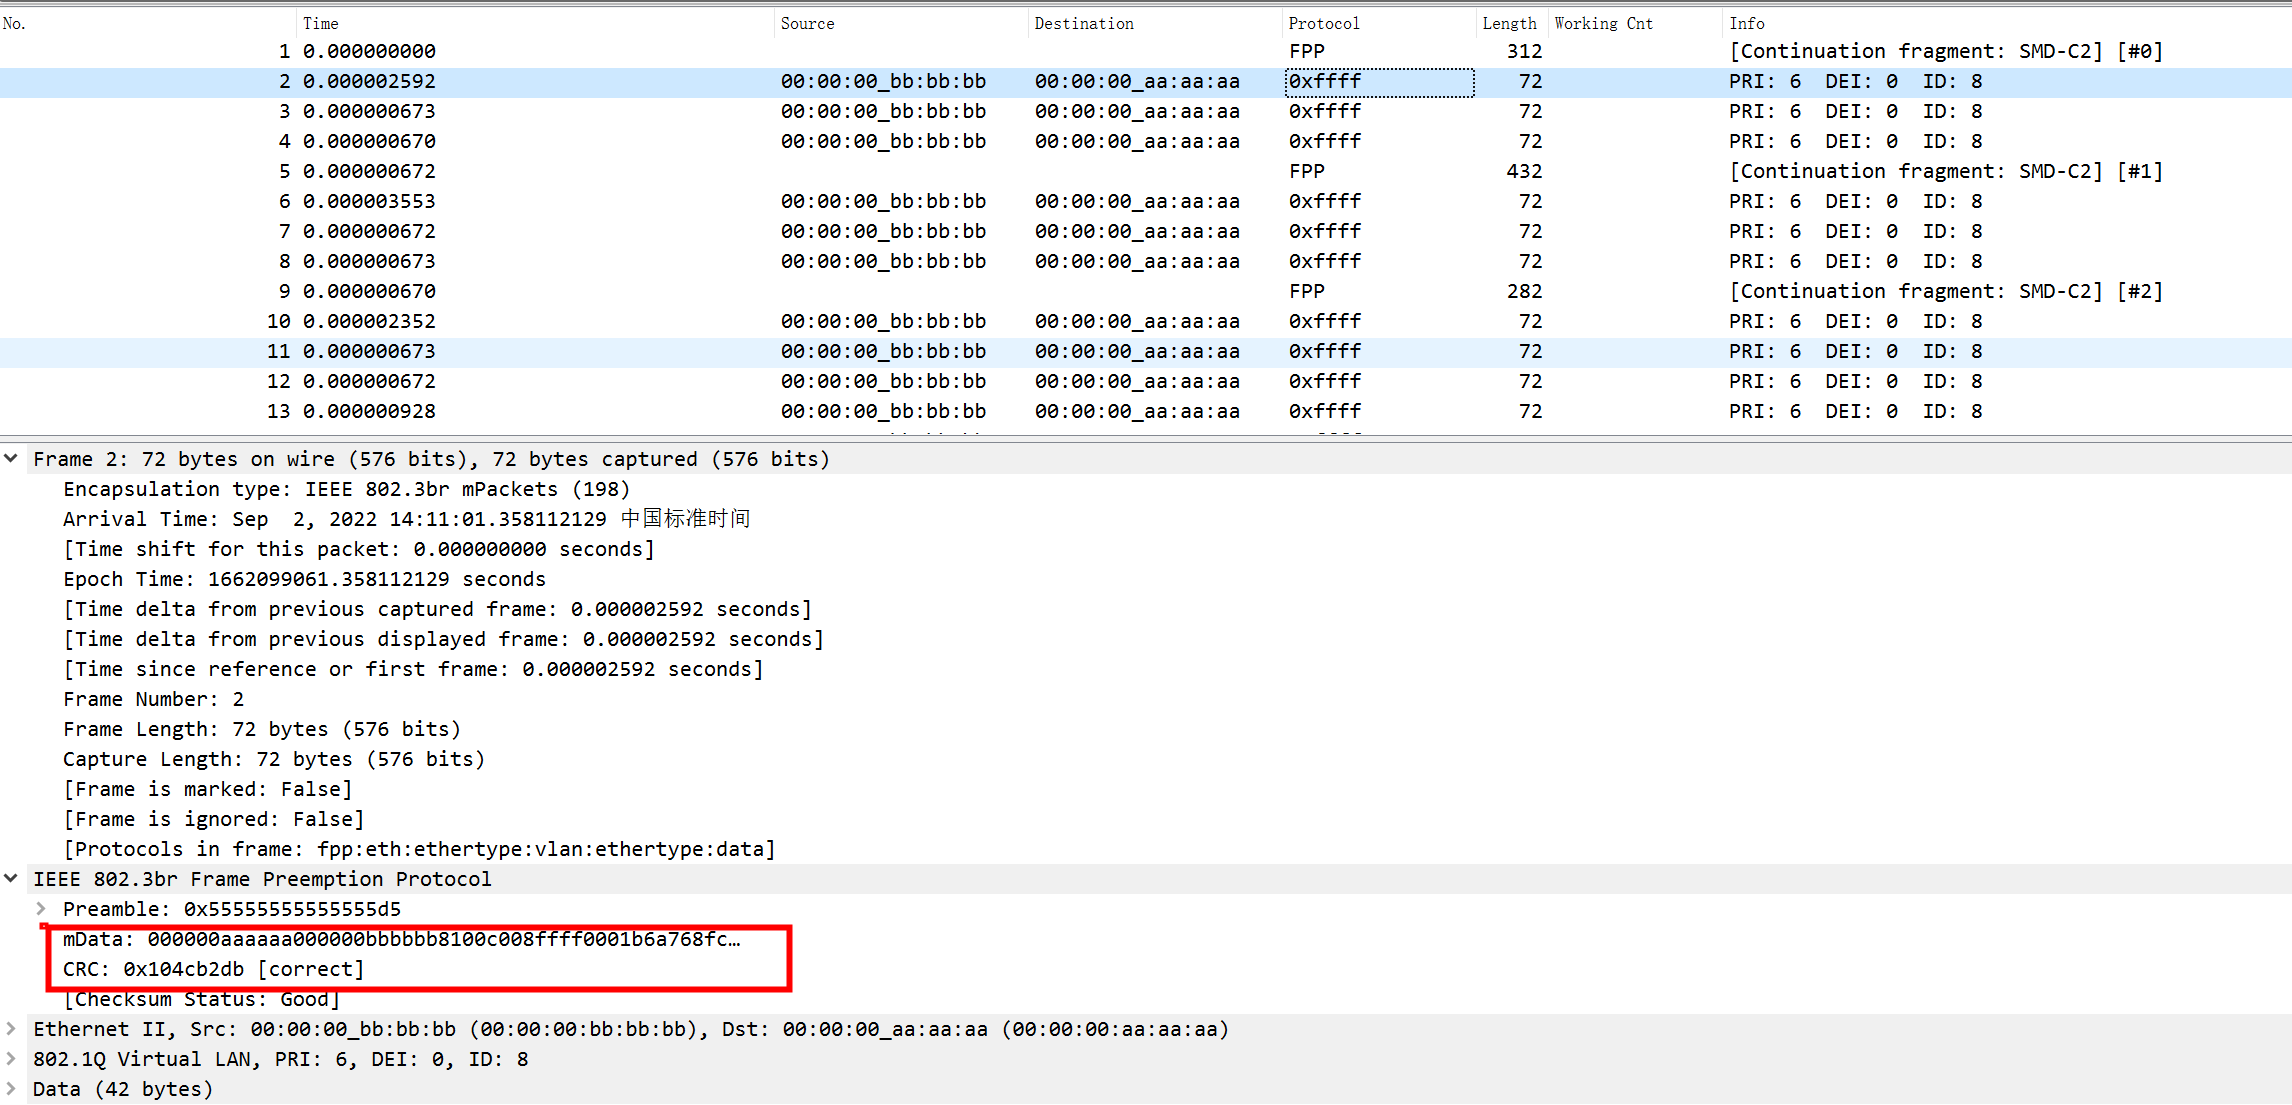 No. Time Source Destination Protocol Length Working Cnt Info
1 0.000000000 FPP 312 [Continuation fragment: SMD-C2] [#0]
2 0.000002592 00:00:00_bb:bb:bb 00:00:00_aa:aa:aa 0xffff 72 PRI: 6 DEI: 0 ID: 8
3 0.000000673 00:00:00_bb:bb:bb 00:00:00_aa:aa:aa 0xffff 72 PRI: 6 DEI: 0 ID: 8
4 0.000000670 00:00:00_bb:bb:bb 00:00:00_aa:aa:aa 0xffff 72 PRI: 6 DEI: 0 ID: 8
5 0.000000672 FPP 432 [Continuation fragment: SMD-C2] [#1]
6 0.000003553 00:00:00_bb:bb:bb 00:00:00_aa:aa:aa 0xffff 72 PRI: 6 DEI: 0 ID: 8
7 0.000000672 00:00:00_bb:bb:bb 00:00:00_aa:aa:aa 0xffff 72 PRI: 6 DEI: 0 ID: 8
8 0.000000673 00:00:00_bb:bb:bb 00:00:00_aa:aa:aa 0xffff 72 PRI: 6 DEI: 0 ID: 8
9 0.000000670 FPP 282 [Continuation fragment: SMD-C2] [#2]
10 0.000002352 00:00:00_bb:bb:bb 00:00:00_aa:aa:aa 0xffff 72 PRI: 6 DEI: 0 ID: 8
11 0.000000673 00:00:00_bb:bb:bb 00:00:00_aa:aa:aa 0xffff 72 PRI: 6 DEI: 0 ID: 8
12 0.000000672 00:00:00_bb:bb:bb 00:00:00_aa:aa:aa 0xffff 72 PRI: 6 DEI: 0 ID: 8
13 0.000000928 00:00:00_bb:bb:bb 00:00:00_aa:aa:aa 0xffff 72 PRI: 6 DEI: 0 ID: 8
Frame 2: 72 bytes on wire (576 bits), 72 bytes captured (576 bits)
Encapsulation type: IEEE 802.3br mPackets (198)
Arrival Time: Sep 2, 2022 14:11:01.358112129 中国标准时间
[Time shift for this packet: 0.000000000 seconds]
Epoch Time: 1662099061.358112129 seconds
[Time delta from previous captured frame: 0.000002592 seconds]
[Time delta from previous displayed frame: 0.000002592 seconds]
[Time since reference or first frame: 0.000002592 seconds]
Frame Number: 2
Frame Length: 72 bytes (576 bits)
Capture Length: 72 bytes (576 bits)
[Frame is marked: False]
[Frame is ignored: False]
[Protocols in frame: fpp:eth:ethertype:vlan:ethertype:data]
IEEE 802.3br Frame Preemption Protocol
Preamble: 0x55555555555555d5
mData: 000000aaaaaa000000bbbbbb8100c008ffff0001b6a768fc…
CRC: 0x104cb2db [correct]
[Checksum Status: Good]
Ethernet II, Src: 00:00:00_bb:bb:bb (00:00:00:bb:bb:bb), Dst: 00:00:00_aa:aa:aa (00:00:00:aa:aa:aa)
802.1Q Virtual LAN, PRI: 6, DEI: 0, ID: 8
Data (42 bytes)